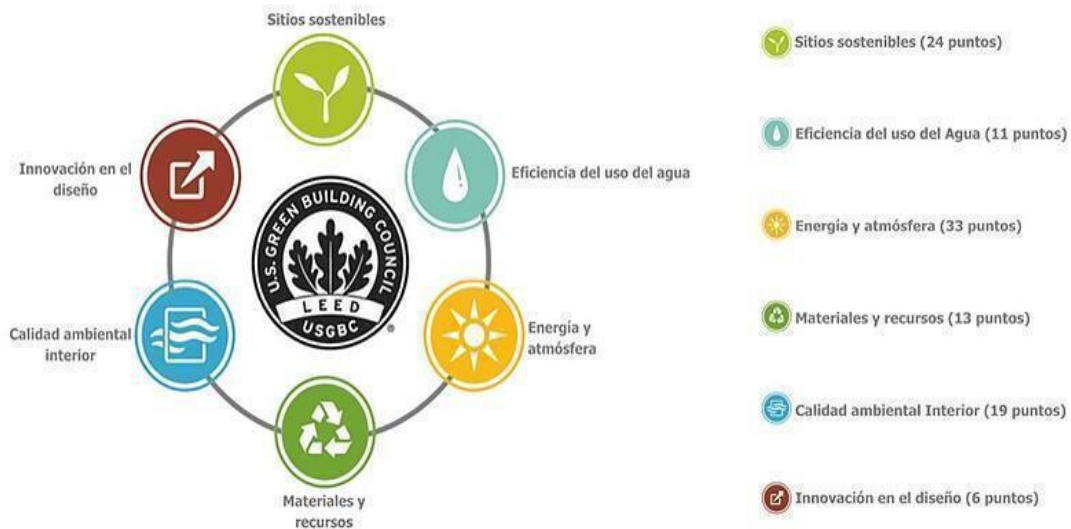 Sitios sostenibles
Eficiencia del uso del agua
Energía y
atmósfera
Materiales y
recursos
Calidad ambiental
interior
Innovación en el
diseño
U.S. GREEN BUILDING COUNCIL
LEED
USGBC
®
Sitios sostenibles (24 puntos)
Eficiencia del uso del Agua (11 puntos)
Energía y atmósfera (33 puntos)
Materiales y recursos (13 puntos)
Calidad ambiental Interior (19 puntos)
Innovación en el diseño (6 puntos)